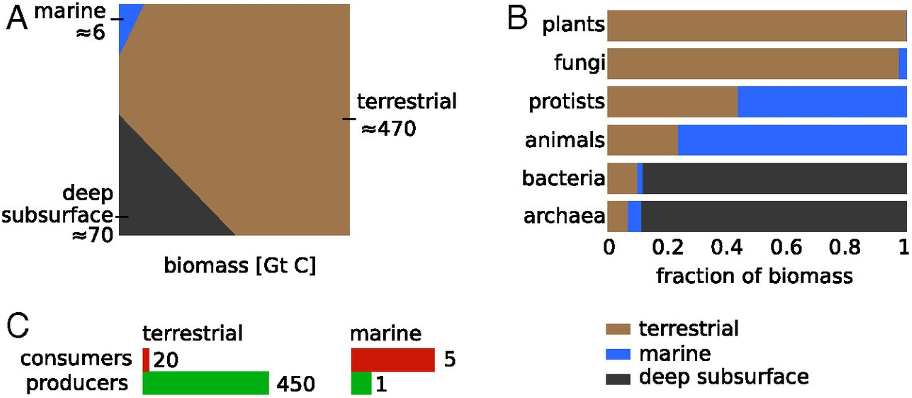 A
marine
≈6
terrestrial
≈470
deep
subsurface
≈70
biomass [Gt C]
B
plants
fungi
protists
animals
bacteria
archaea
0 0.2 0.4 0.6 0.8 1
fraction of biomass
terrestrial
marine
deep subsurface
C
terrestrial marine
consumers 20 5
producers 450 1